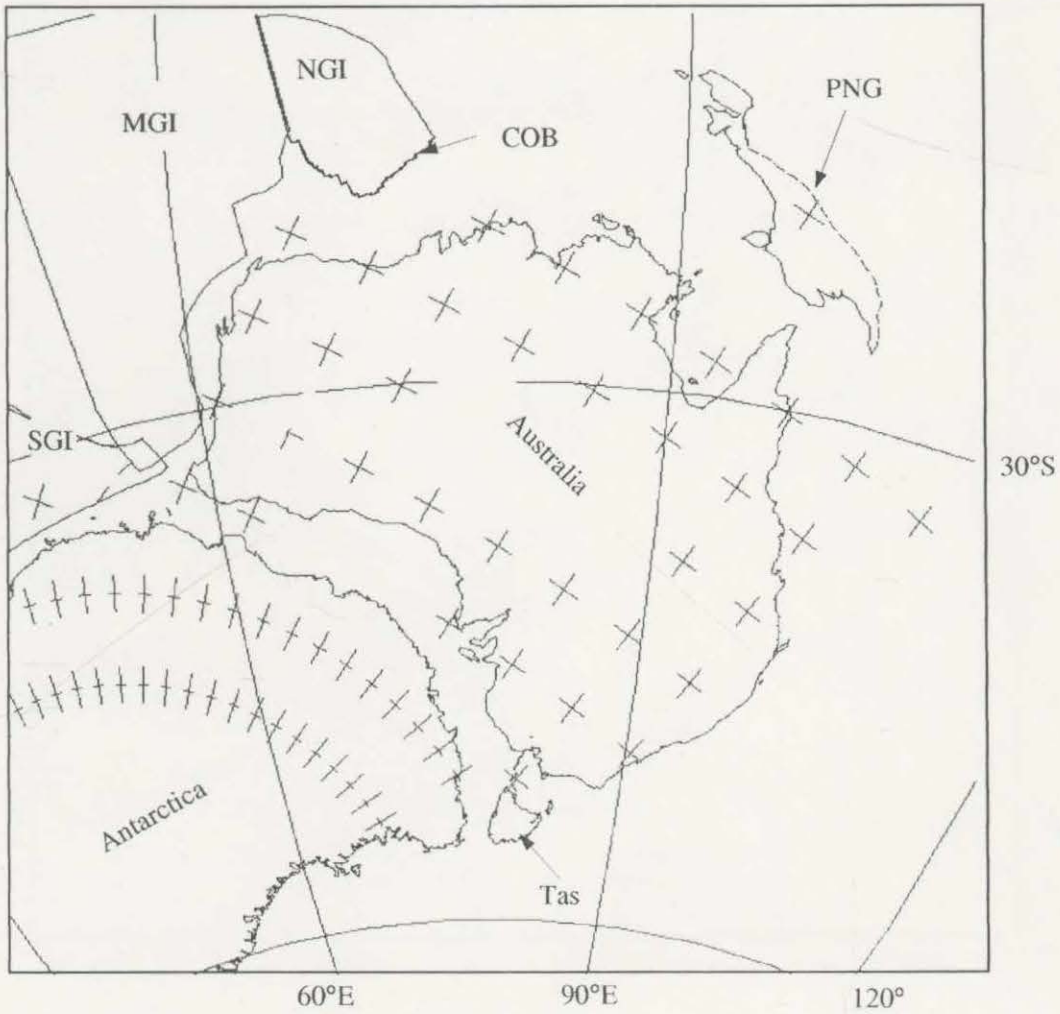 NGI
PNG
MGI
COB
SGI
Australia
30°S
Antarctica
Tas
60°E
90°E
120°